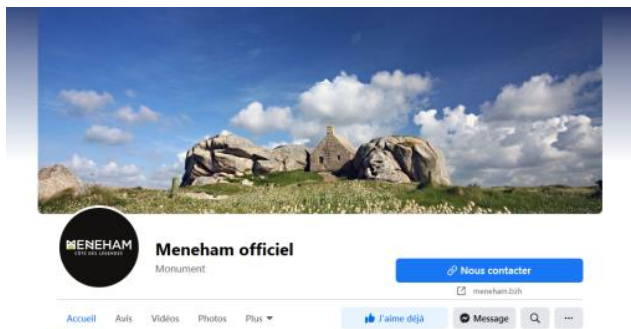 MENEHAM
CÔTE DES LÉGENDES
Meneham officiel
Monument
Nous contacter
meneham.bzh
Accueil Avis Vidéos Photos Plus
J'aime déjà Message